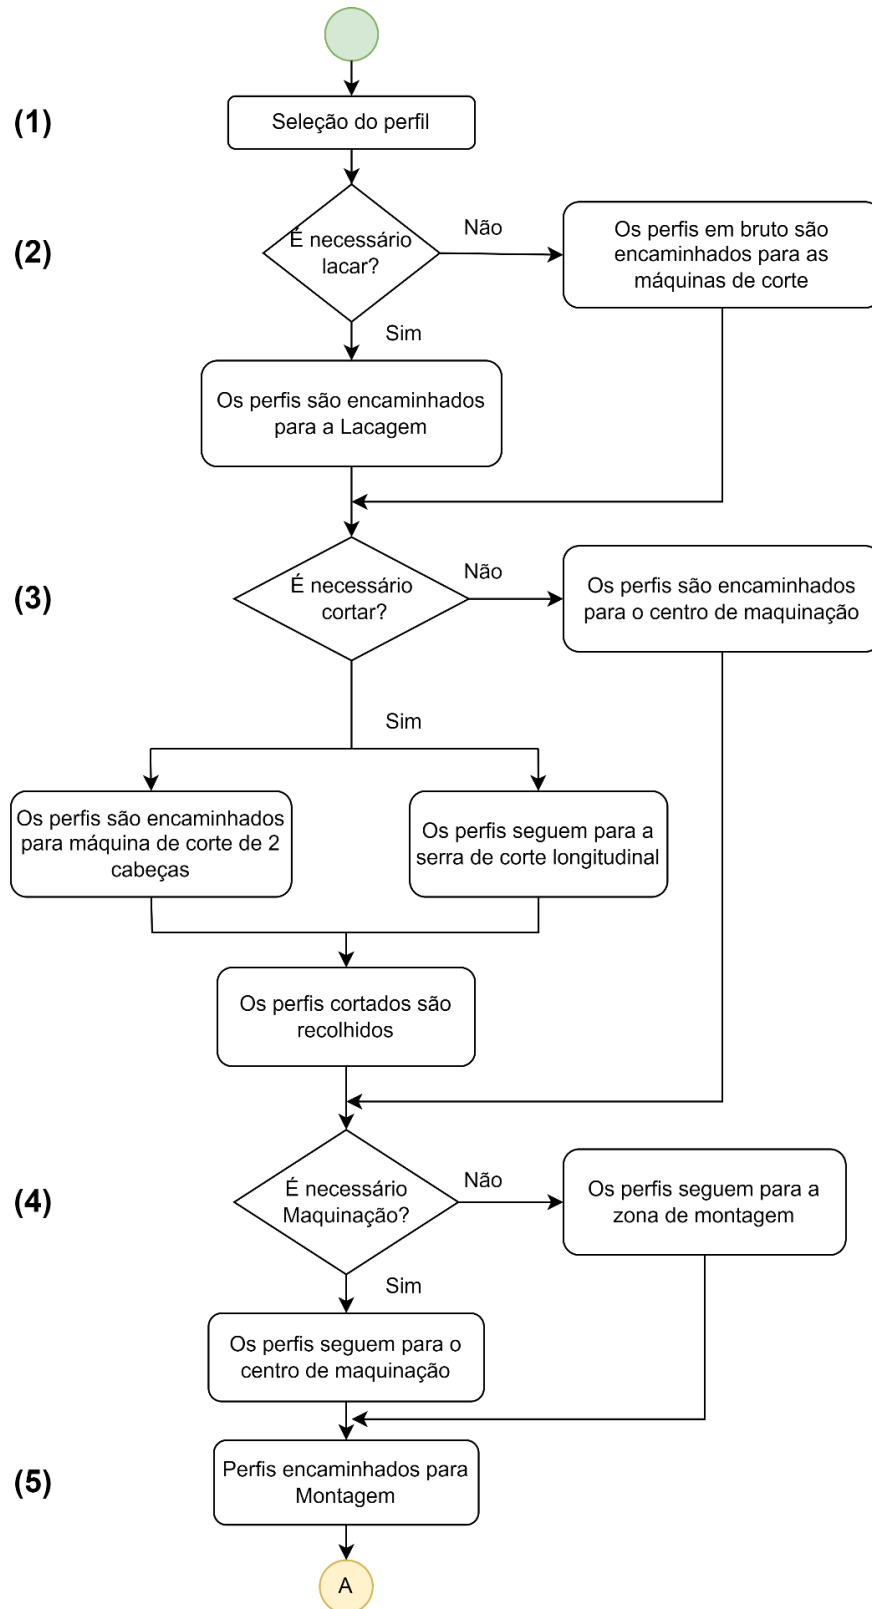 (1)
Seleção do perfil
(2)
É necessário
lacar?
Não
Os perfis em bruto são
encaminhados para as
máquinas de corte
Sim
Os perfis são encaminhados
para a Lacagem
(3)
É necessário
cortar?
Não
Os perfis são encaminhados
para o centro de maquinação
Sim
Os perfis são encaminhados
para máquina de corte de 2
cabeças
Os perfis seguem para a
serra de corte longitudinal
Os perfis cortados são
recolhidos
(4)
É necessário
Maquinação?
Não
Os perfis seguem para a
zona de montagem
Sim
Os perfis seguem para o
centro de maquinação
(5)
Perfis encaminhados para
Montagem
A